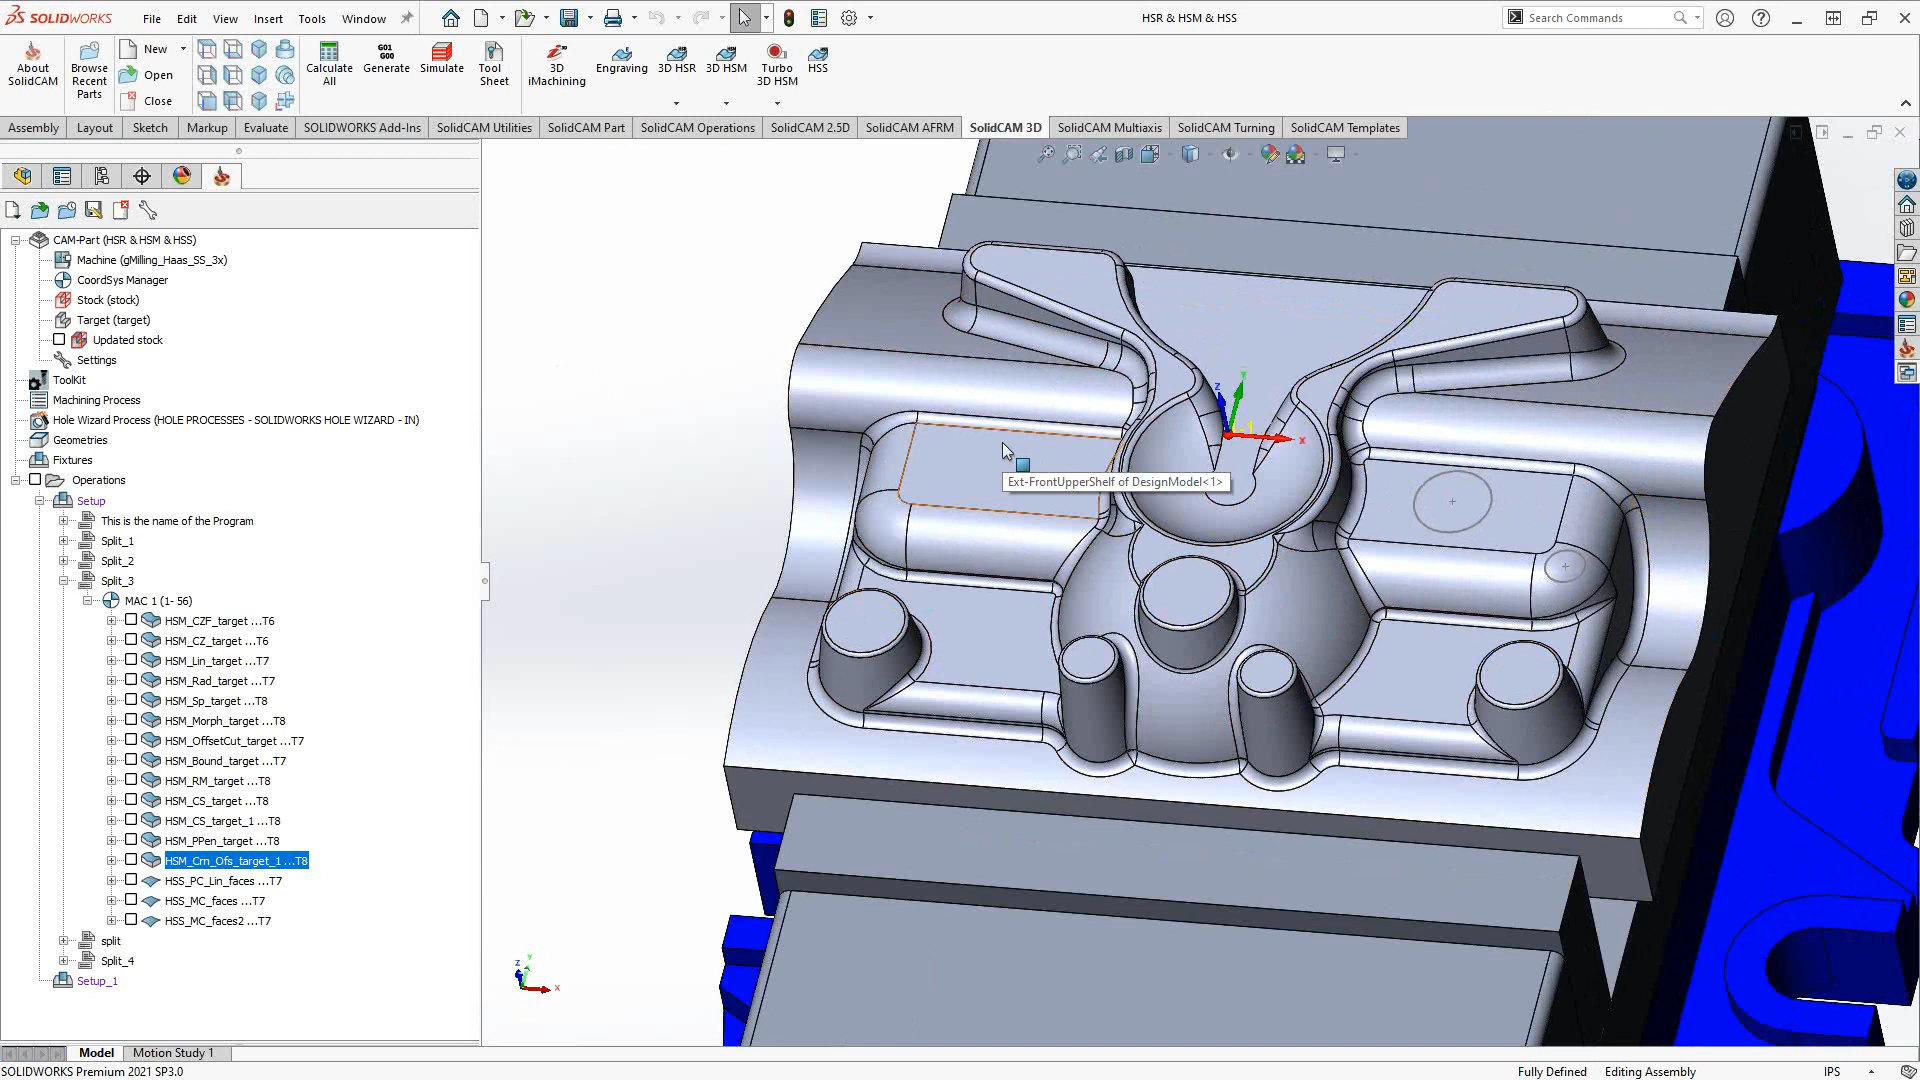 SOLIDWORKS File Edit View Insert Tools Window HSR & HSM & HSS Search Commands
About SolidCAM
Browse Recent Parts
New
Open
Close
Calculate All
G01 G00
Generate
Simulate
Tool Sheet
3D iMachining
Engraving
3D HSR
3D HSM
Turbo 3D HSM
HSS
Assembly Layout Sketch Markup Evaluate SOLIDWORKS Add-Ins SolidCAM Utilities SolidCAM Part SolidCAM Operations SolidCAM 2.5D SolidCAM AFRM SolidCAM 3D SolidCAM Multiaxis SolidCAM Turning SolidCAM Templates
CAM-Part (HSR & HSM & HSS)
Machine (gMilling_Haas_SS_3x)
CoordSys Manager
Stock (stock)
Target (target)
Updated stock
Settings
ToolKit
Machining Process
Hole Wizard Process (HOLE PROCESSES - SOLIDWORKS HOLE WIZARD - IN)
Geometries
Fixtures
Operations
Setup
This is the name of the Program
Split_1
Split_2
Split_3
MAC 1 (1- 56)
HSM_CZF_target ...T6
HSM_CZ_target ...T6
HSM_Lin_target ...T7
HSM_Rad_target ...T7
HSM_Sp_target ...T8
HSM_Morph_target ...T8
HSM_OffsetCut_target ...T7
HSM_Bound_target ...T7
HSM_RM_target ...T8
HSM_CS_target ...T8
HSM_CS_target_1 ...T8
HSM_PPen_target ...T8
HSM_Crn_Ofs_target_1 ...T8
HSS_PC_Lin_faces ...T7
HSS_MC_faces ...T7
HSS_MC_faces2 ...T7
split
Split_4
Setup_1
Z Y X
Ext-FrontUpperShelf of DesignModel<1>
Z Y X
Model Motion Study 1
SOLIDWORKS Premium 2021 SP3.0 Fully Defined Editing Assembly IPS